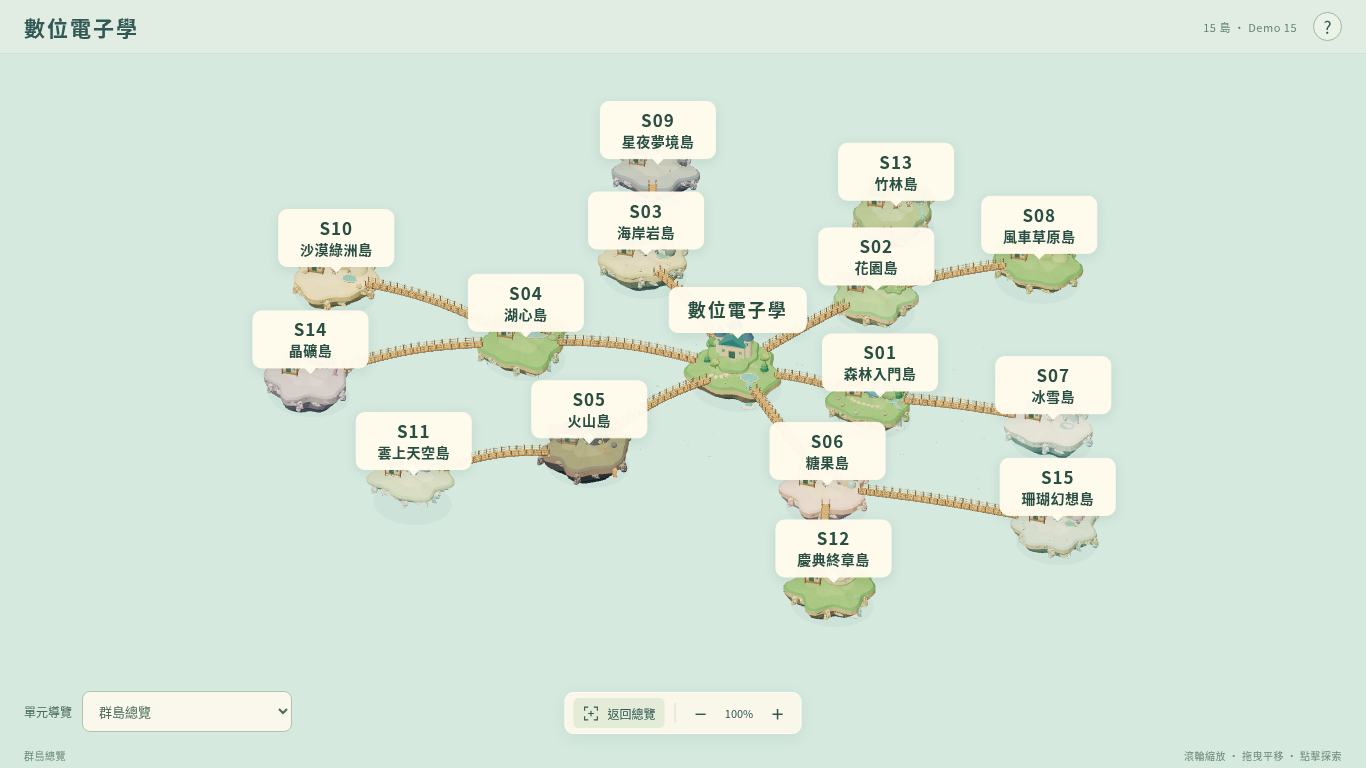 數位電子學
15 島 · Demo 15
?
S09
星夜夢境島
S13
竹林島
S03
海岸岩島
S08
風車草原島
S10
沙漠綠洲島
S02
花園島
S04
湖心島
數位電子學
S14
晶礦島
S01
森林入門島
S07
冰雪島
S05
火山島
S11
雲上天空島
S06
糖果島
S15
珊瑚幻想島
S12
慶典終章島
單元導覽
群島總覽
返回總覽
− 100% +
群島總覽
滾輪縮放 · 拖曳平移 · 點擊探索